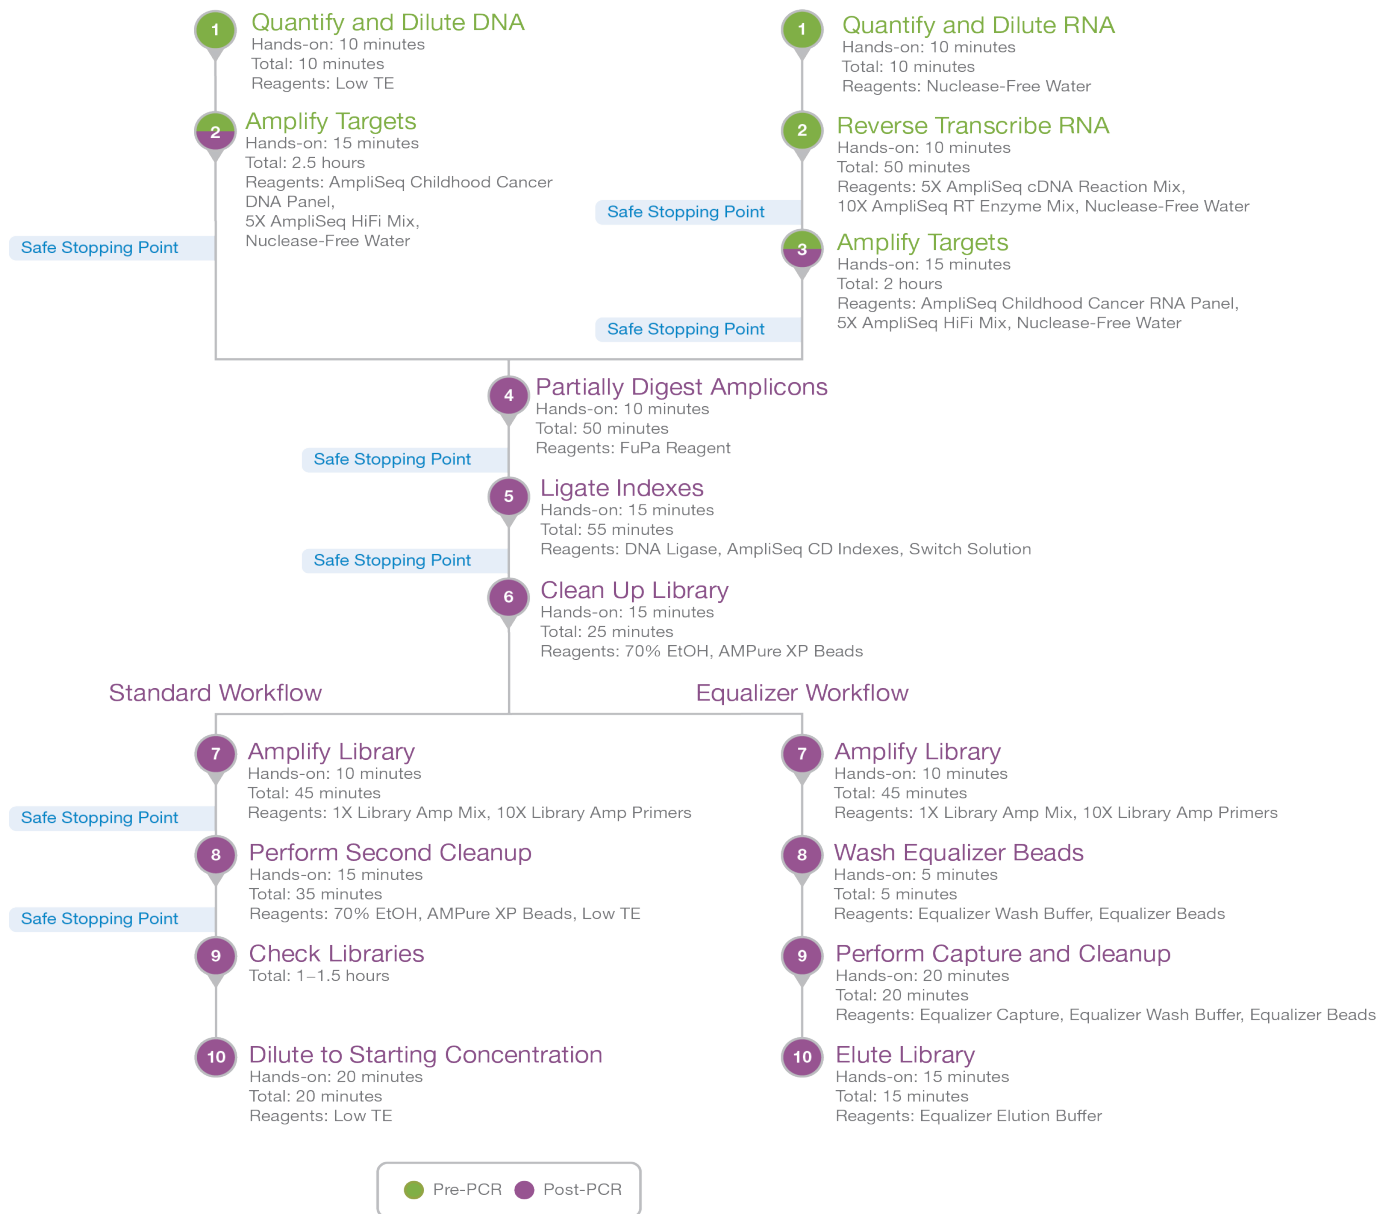 1
Quantify and Dilute DNA
Hands-on: 10 minutes
Total: 10 minutes
Reagents: Low TE
2
Amplify Targets
Hands-on: 15 minutes
Total: 2.5 hours
Reagents: AmpliSeq Childhood Cancer
DNA Panel,
5X AmpliSeq HiFi Mix,
Nuclease-Free Water
Safe Stopping Point
1
Quantify and Dilute RNA
Hands-on: 10 minutes
Total: 10 minutes
Reagents: Nuclease-Free Water
2
Reverse Transcribe RNA
Hands-on: 10 minutes
Total: 50 minutes
Reagents: 5X AmpliSeq cDNA Reaction Mix,
10X AmpliSeq RT Enzyme Mix, Nuclease-Free Water
Safe Stopping Point
3
Amplify Targets
Hands-on: 15 minutes
Total: 2 hours
Reagents: AmpliSeq Childhood Cancer RNA Panel,
5X AmpliSeq HiFi Mix, Nuclease-Free Water
Safe Stopping Point
4
Partially Digest Amplicons
Hands-on: 10 minutes
Total: 50 minutes
Reagents: FuPa Reagent
Safe Stopping Point
5
Ligate Indexes
Hands-on: 15 minutes
Total: 55 minutes
Reagents: DNA Ligase, AmpliSeq CD Indexes, Switch Solution
Safe Stopping Point
6
Clean Up Library
Hands-on: 15 minutes
Total: 25 minutes
Reagents: 70% EtOH, AMPure XP Beads
Standard Workflow
7
Amplify Library
Hands-on: 10 minutes
Total: 45 minutes
Reagents: 1X Library Amp Mix, 10X Library Amp Primers
Safe Stopping Point
8
Perform Second Cleanup
Hands-on: 15 minutes
Total: 35 minutes
Reagents: 70% EtOH, AMPure XP Beads, Low TE
Safe Stopping Point
9
Check Libraries
Total: 1–1.5 hours
10
Dilute to Starting Concentration
Hands-on: 20 minutes
Total: 20 minutes
Reagents: Low TE
Equalizer Workflow
7
Amplify Library
Hands-on: 10 minutes
Total: 45 minutes
Reagents: 1X Library Amp Mix, 10X Library Amp Primers
8
Wash Equalizer Beads
Hands-on: 5 minutes
Total: 5 minutes
Reagents: Equalizer Wash Buffer, Equalizer Beads
9
Perform Capture and Cleanup
Hands-on: 20 minutes
Total: 20 minutes
Reagents: Equalizer Capture, Equalizer Wash Buffer, Equalizer Beads
10
Elute Library
Hands-on: 15 minutes
Total: 15 minutes
Reagents: Equalizer Elution Buffer
Pre-PCR
Post-PCR